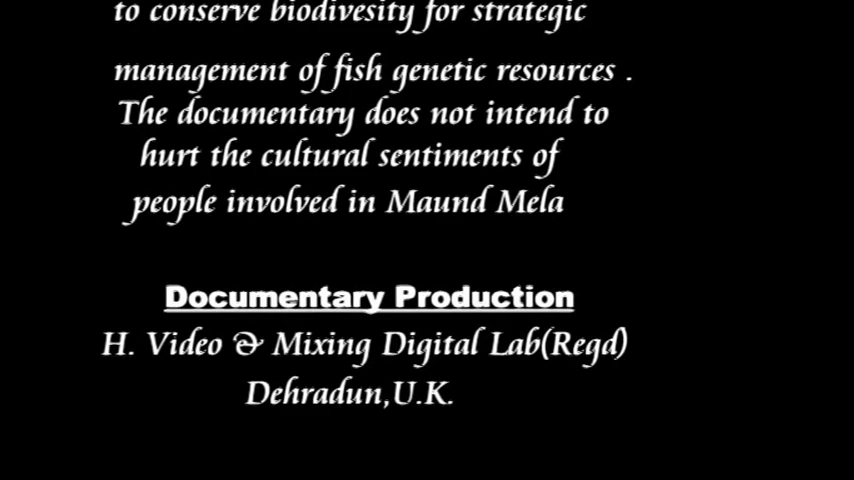 to conserve biodivesity for strategic
management of fish genetic resources .
The documentary does not intend to
hurt the cultural sentiments of
people involved in Maund Mela
Documentary Production
H. Video & Mixing Digital Lab(Regd)
Dehradun,U.K.